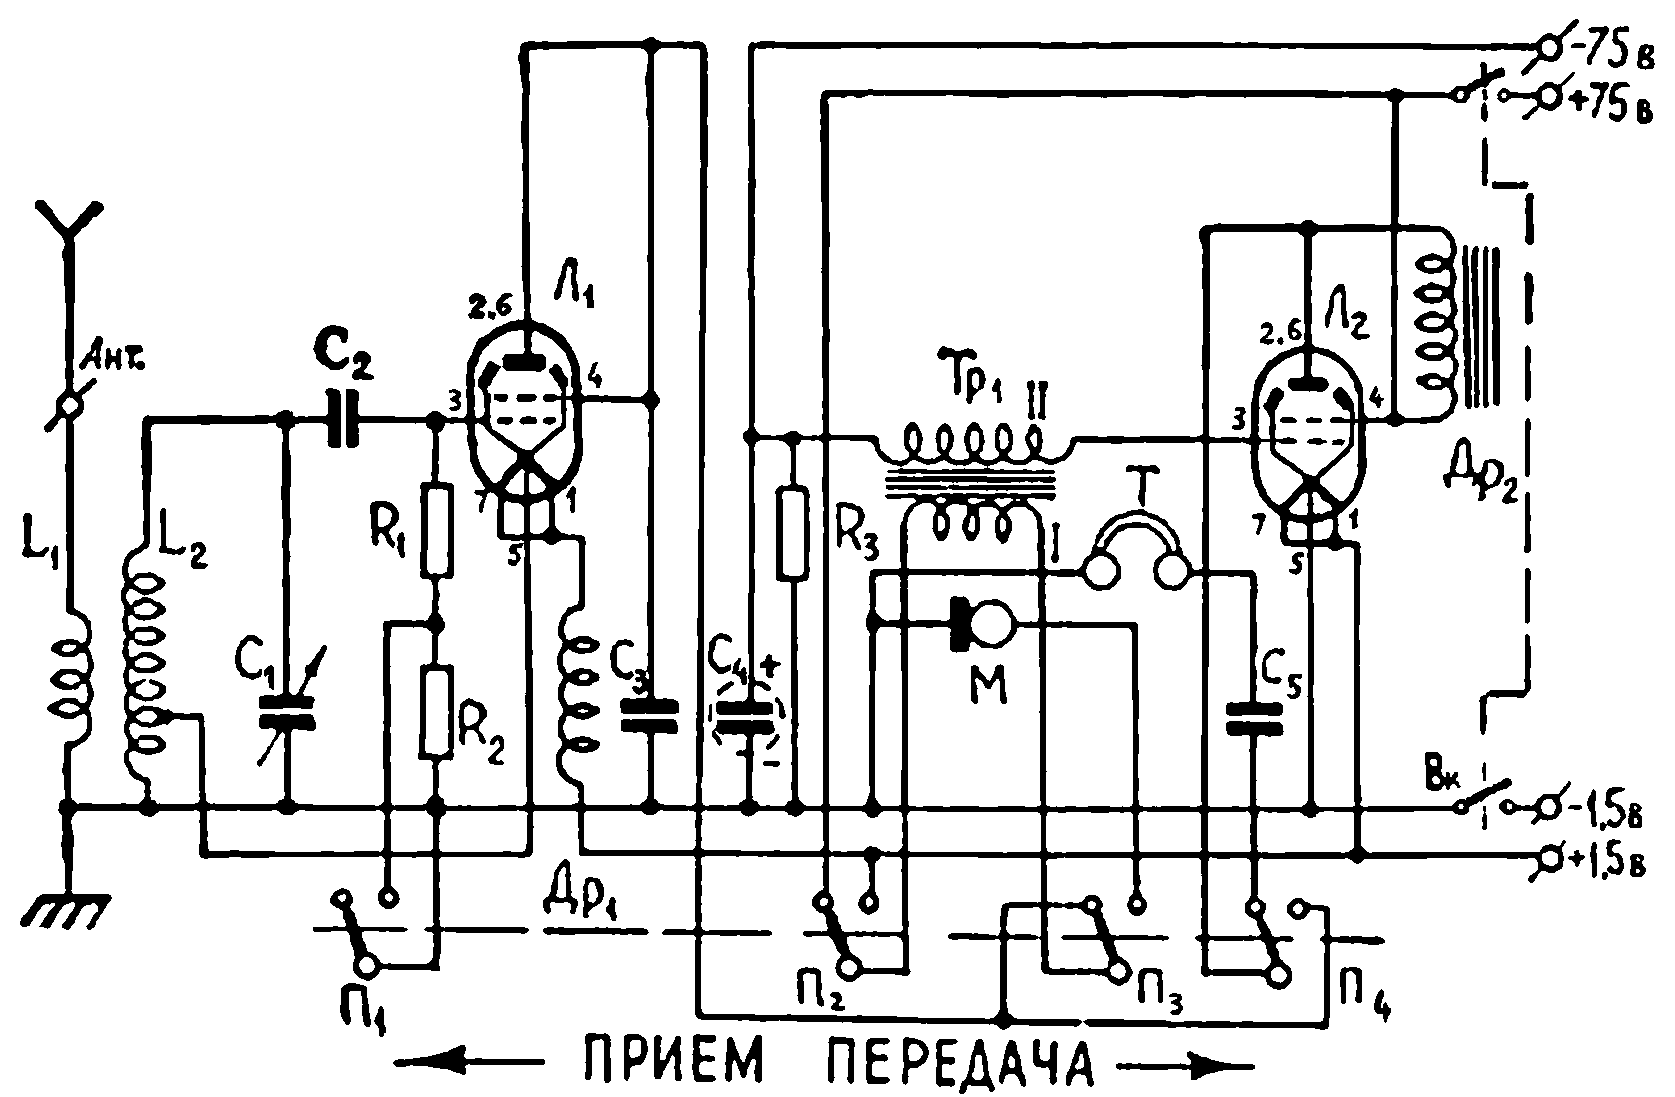 -75 в
+75 в
Ант.
C2
2.6
Л1
3
4
7
1
5
Тр1
II
I
2.6
Л2
3
4
7
1
5
Др2
L1
L2
R1
R2
R3
T
М
C1
C3
C4
+
-
C5
Вк
-1,5 в
+1,5 в
Др1
П1
П2
П3
П4
ПРИЕМ ПЕРЕДАЧА